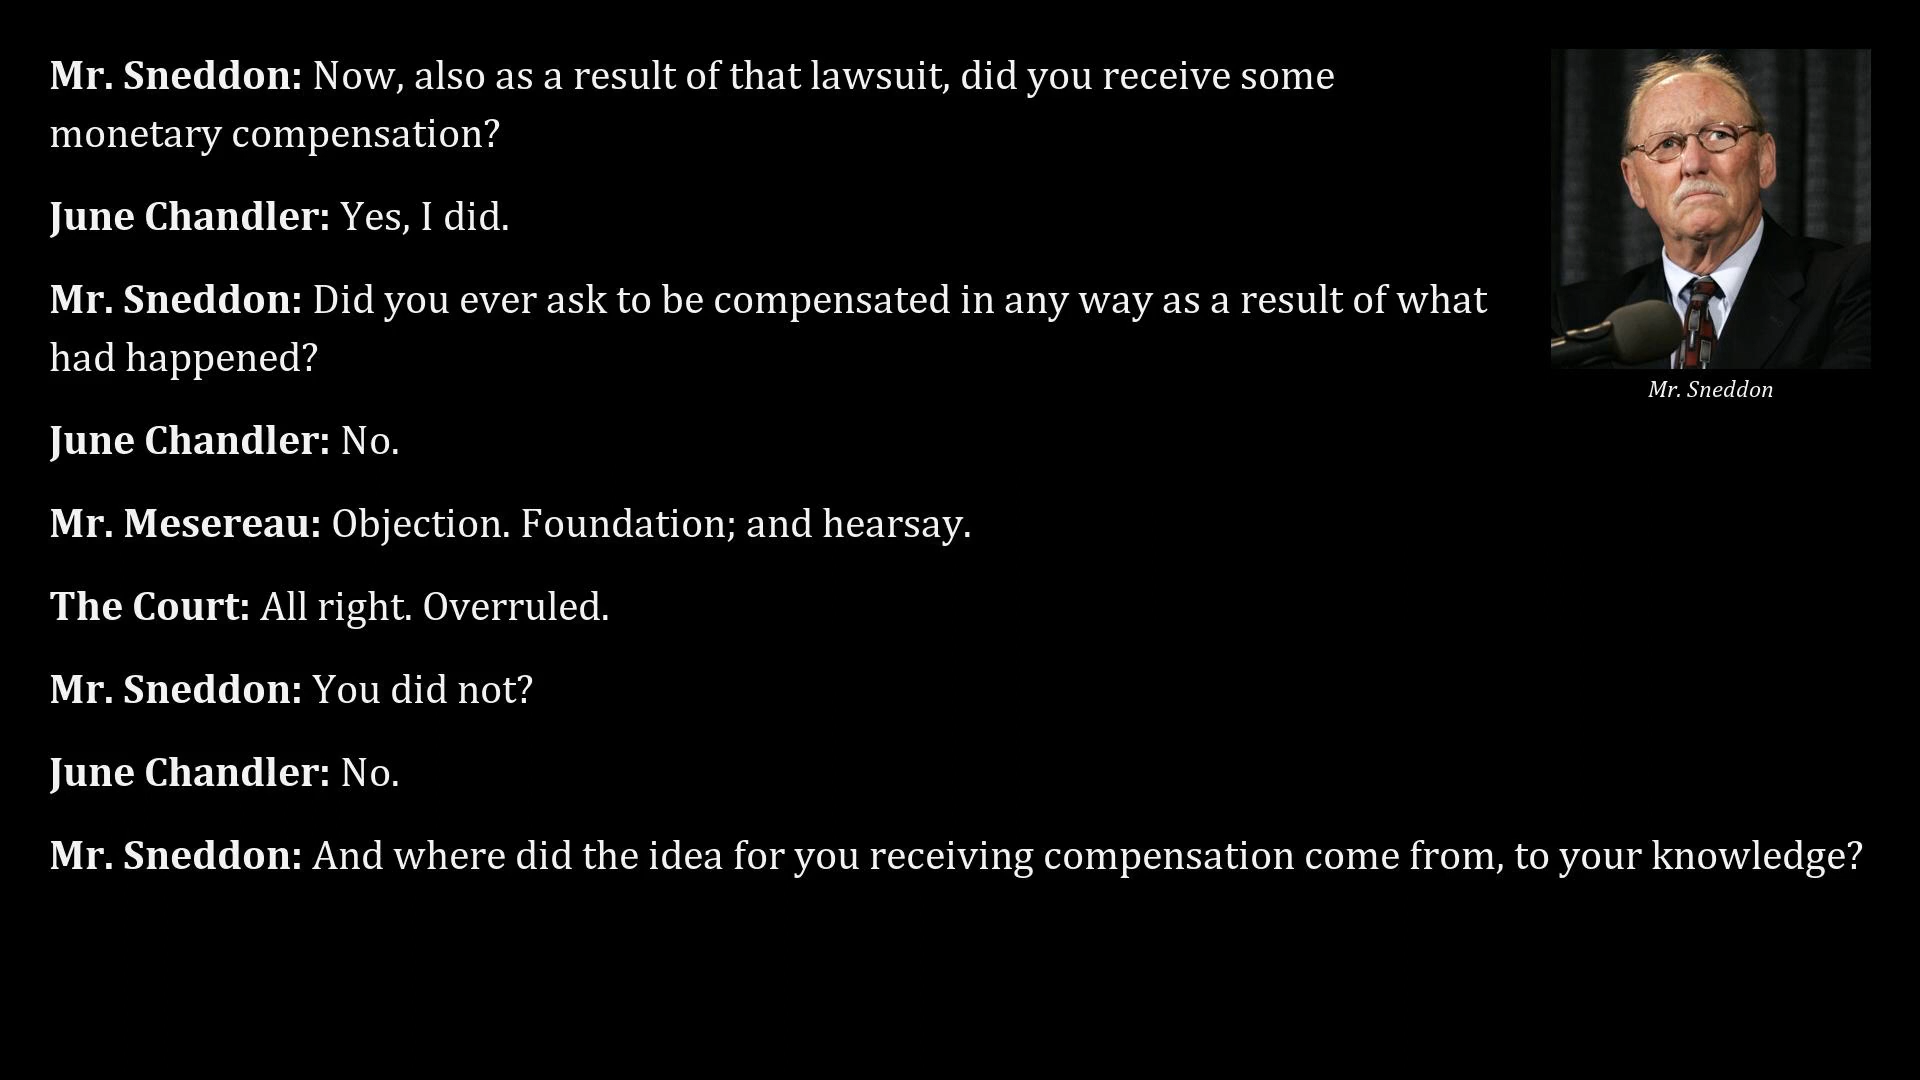 Mr. Sneddon: Now, also as a result of that lawsuit, did you receive some
monetary compensation?
June Chandler: Yes, I did.
Mr. Sneddon: Did you ever ask to be compensated in any way as a result of what
had happened?
June Chandler: No.
Mr. Mesereau: Objection. Foundation; and hearsay.
The Court: All right. Overruled.
Mr. Sneddon: You did not?
June Chandler: No.
Mr. Sneddon: And where did the idea for you receiving compensation come from, to your knowledge?
Mr. Sneddon